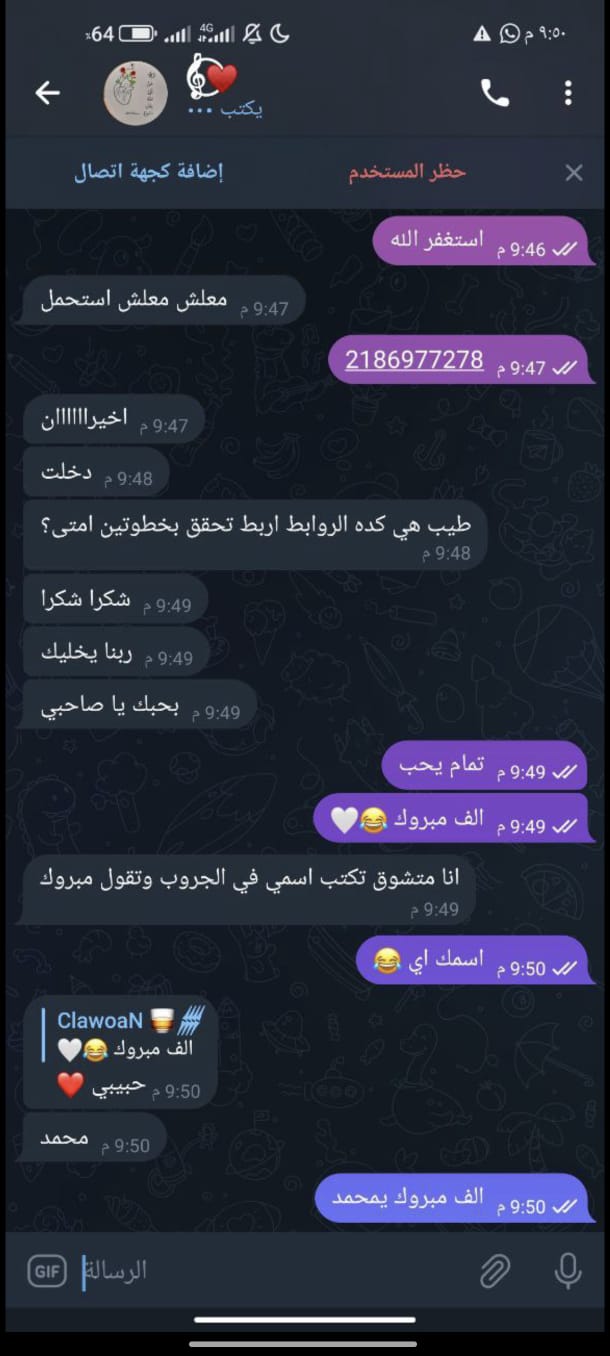 ٩:٥٠ م
4G
٪64
يكتب
إضافة كجهة اتصال
حظر المستخدم
استغفر الله
9:46 م
معلش معلش استحمل
9:47 م
2186977278
9:47 م
اخيراااااان
9:47 م
دخلت
9:48 م
طيب هي كده الروابط اربط تحقق بخطوتين امتى؟
9:48 م
شكرا شكرا
9:49 م
ربنا يخليك
9:49 م
بحبك يا صاحبي
9:49 م
تمام يحب
9:49 م
الف مبروك 😂🤍
9:49 م
انا متشوق تكتب اسمي في الجروب وتقول مبروك
9:49 م
اسمك اي 😂
9:50 م
ClawoaN 🥃
الف مبروك 😂🤍
حبيبي ❤️
9:50 م
محمد
9:50 م
الف مبروك يمحمد
9:50 م
GIF
الرسالة